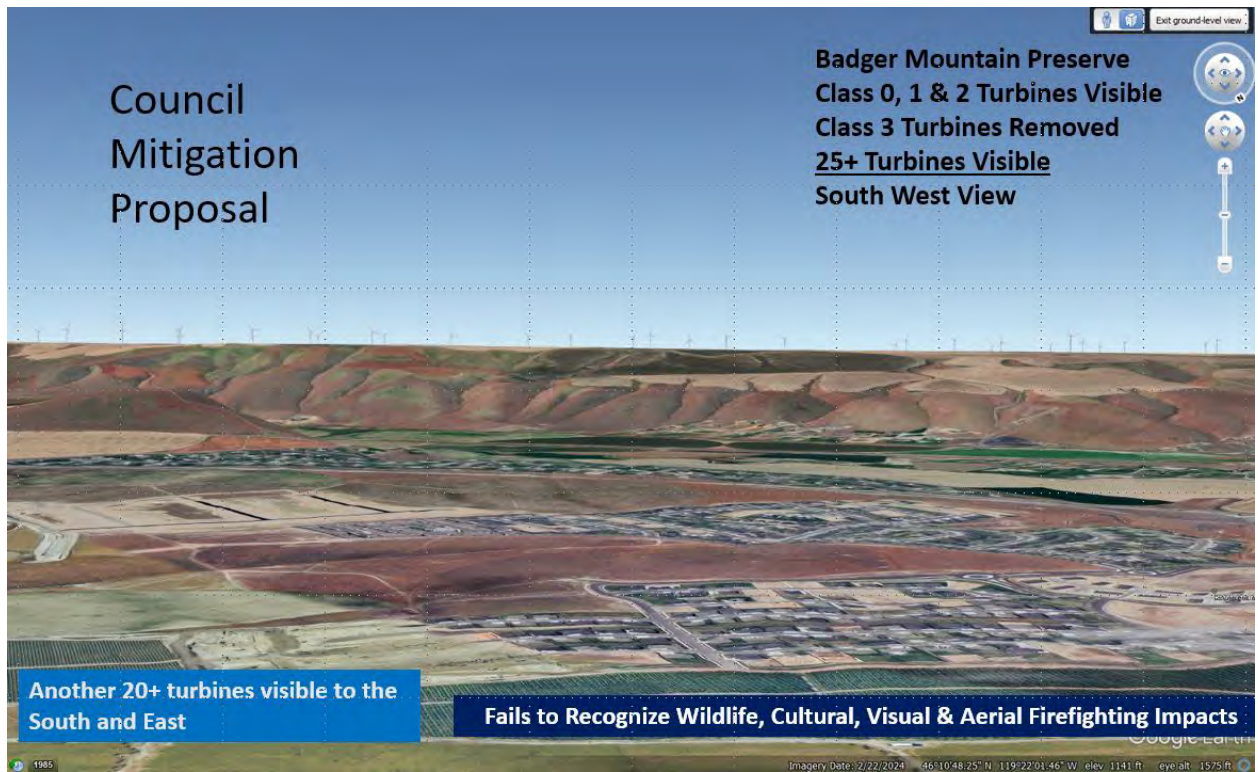 Exit ground-level view
Council
Mitigation
Proposal
Badger Mountain Preserve
Class 0, 1 & 2 Turbines Visible
Class 3 Turbines Removed
25+ Turbines Visible
South West View
Another 20+ turbines visible to the
South and East
Fails to Recognize Wildlife, Cultural, Visual & Aerial Firefighting Impacts
Google Earth
1985
Imagery Date: 2/22/2024 46°10'48.25" N 119°22'01.46" W elev 1141 ft eye alt 1575 ft